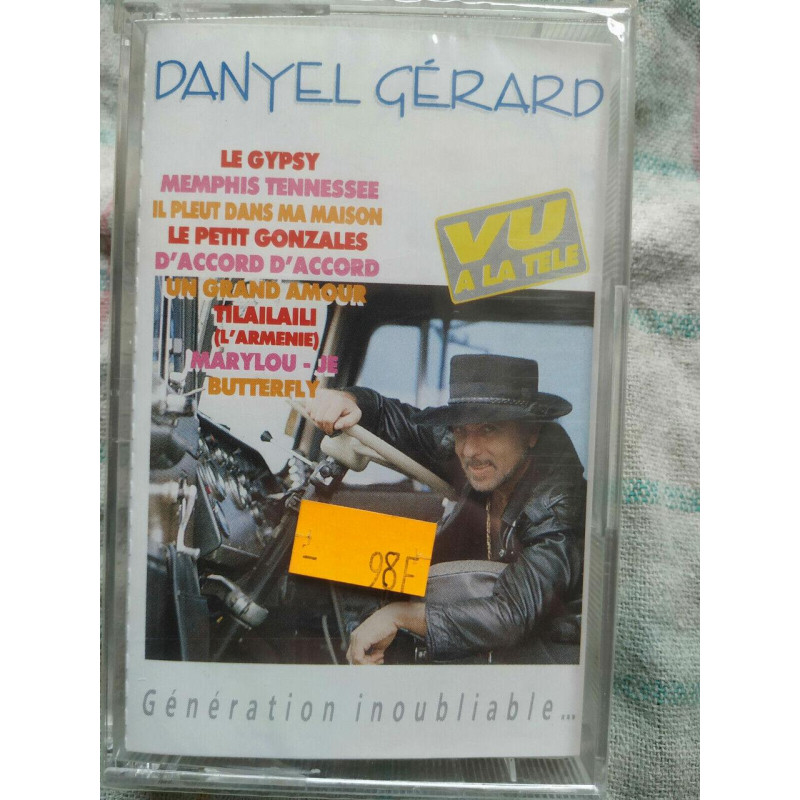 DANYEL GÉRARD
LE GYPSY
MEMPHIS TENNESSEE
IL PLEUT DANS MA MAISON
LE PETIT GONZALES
D'ACCORD D'ACCORD
UN GRAND AMOUR
TILAILAILI
(L'ARMENIE)
MARYLOU - JE
BUTTERFLY
VU
A LA TELE
98F
Génération inoubliable...